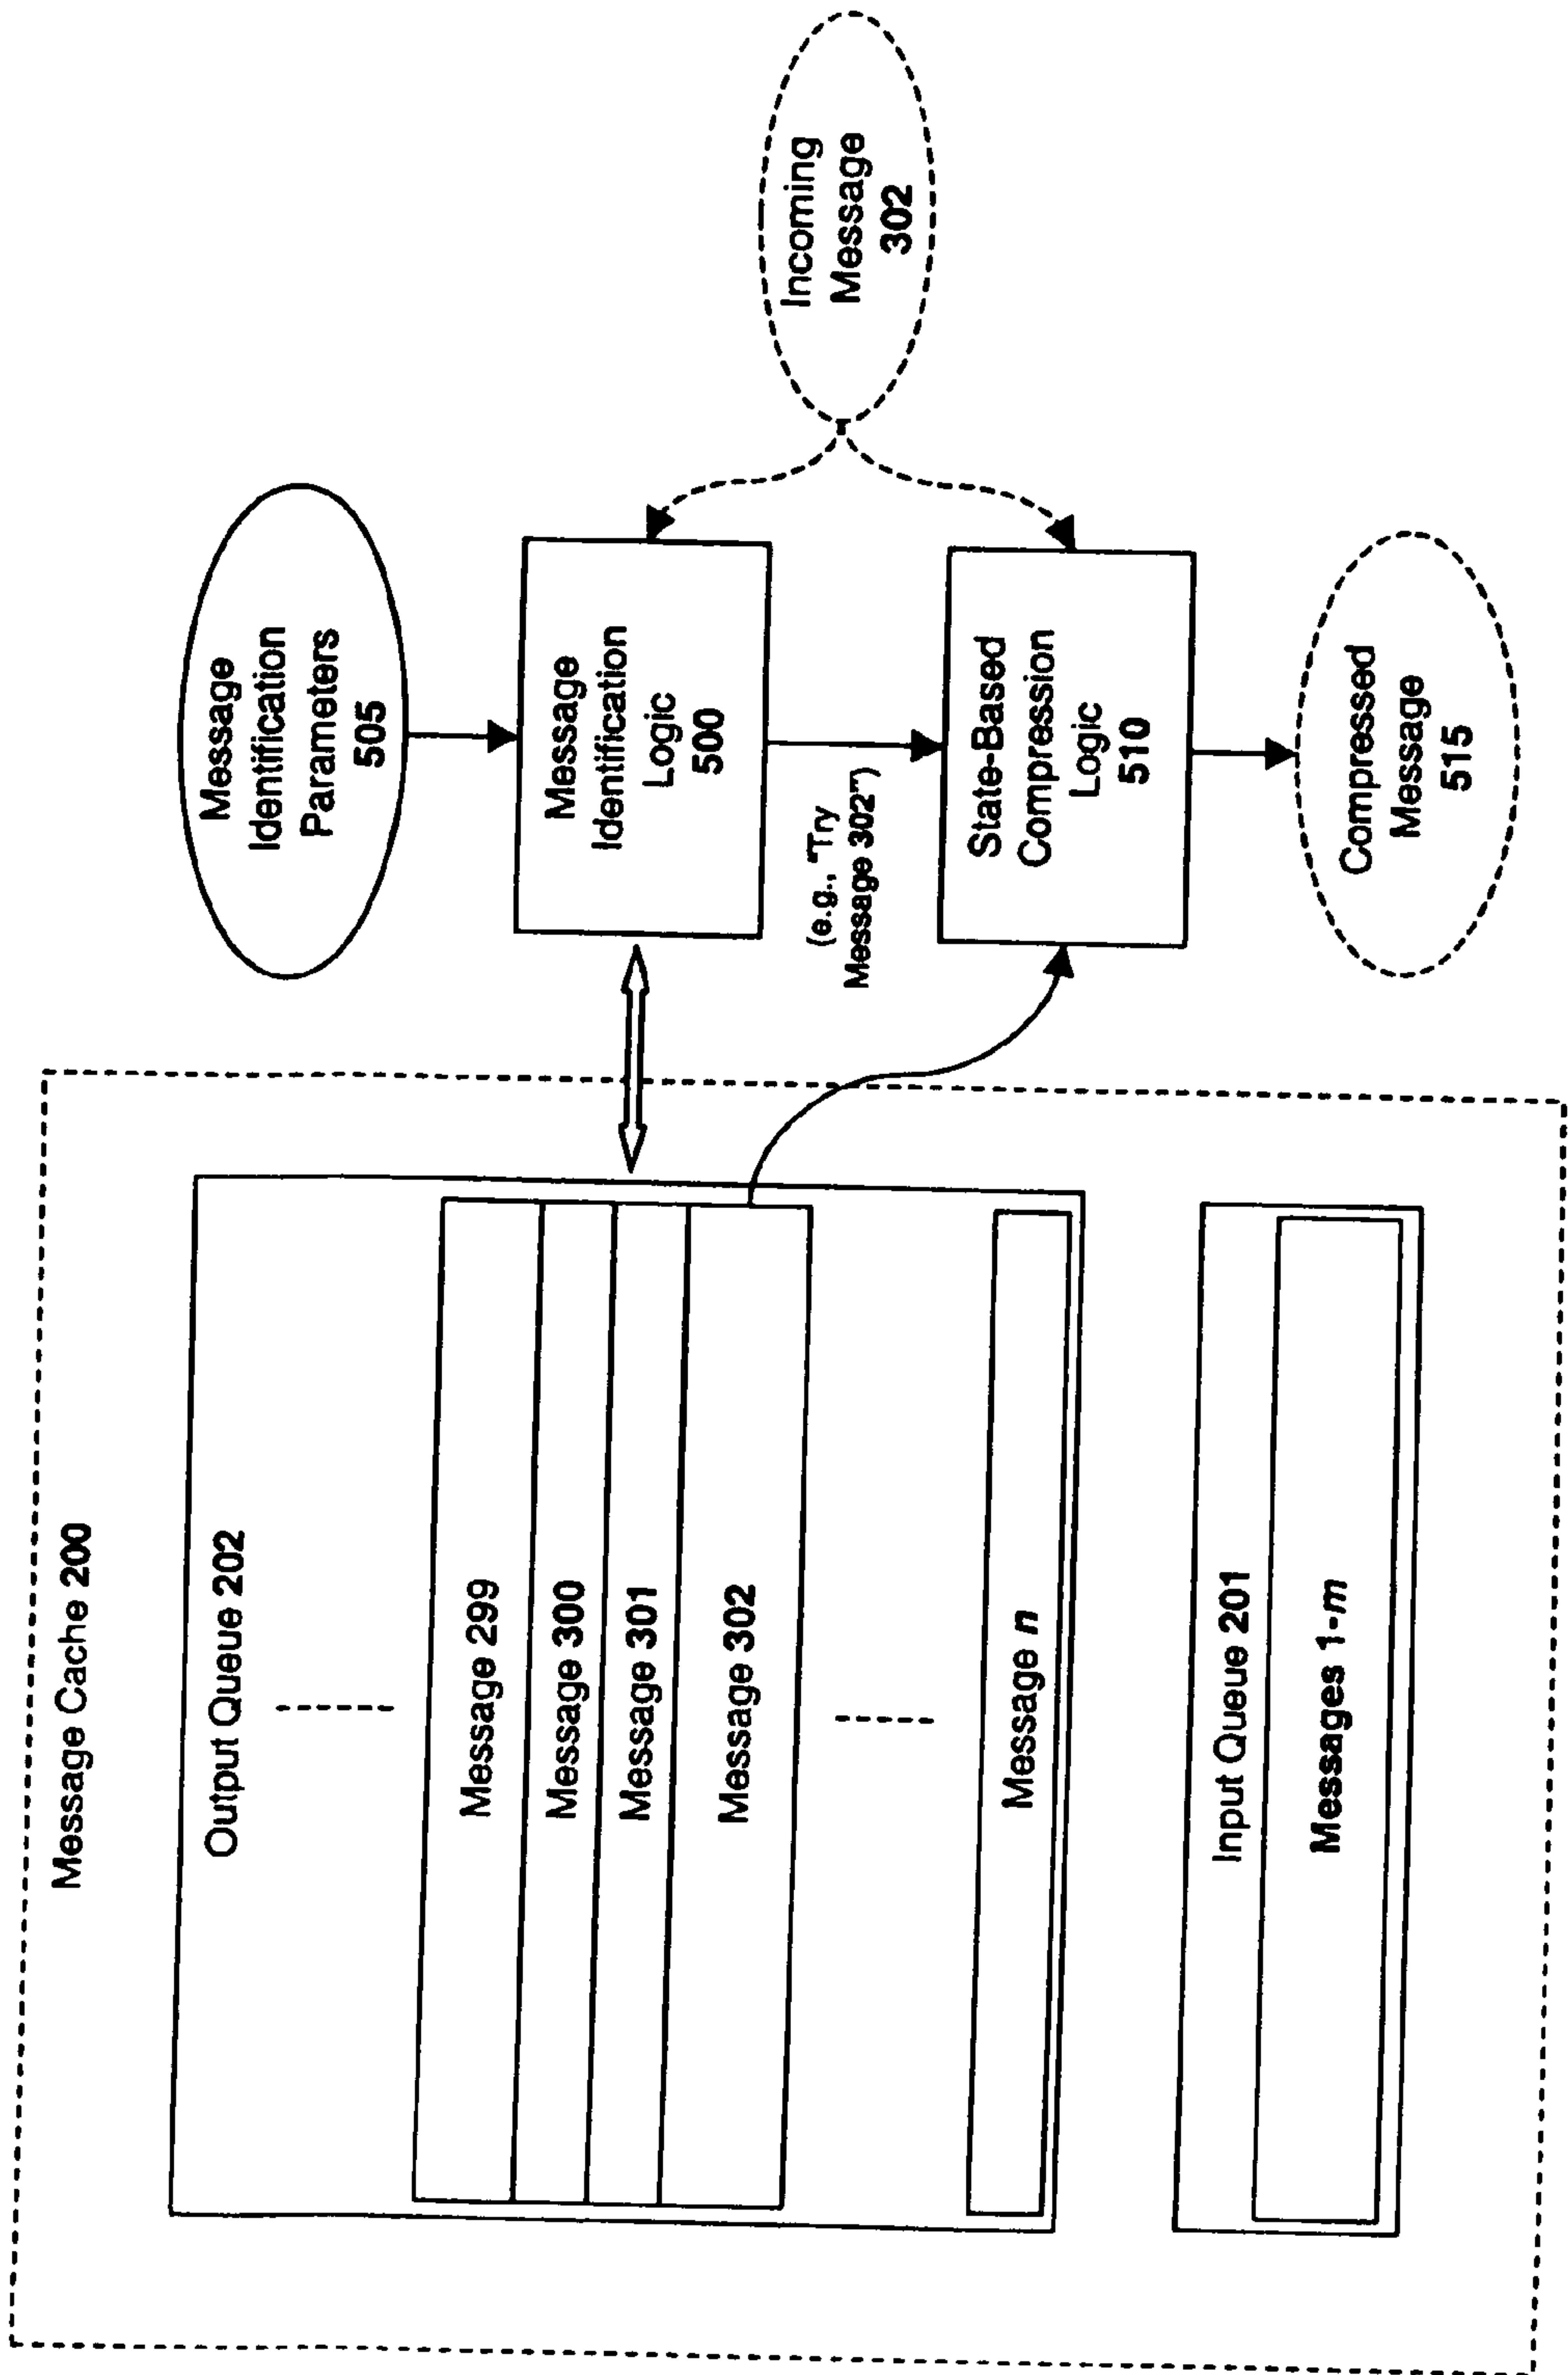 Message Cache 200
Output Queue 202
Message 299
Message 300
Message 301
Message 302
Message n
Input Queue 201
Messages 1-m
Message
Identification
Parameters
505
Message
Identification
Logic
500
(e.g., "Try
Message 302")
State-Based
Compression
Logic
510
Compressed
Message
515
Incoming
Message
302